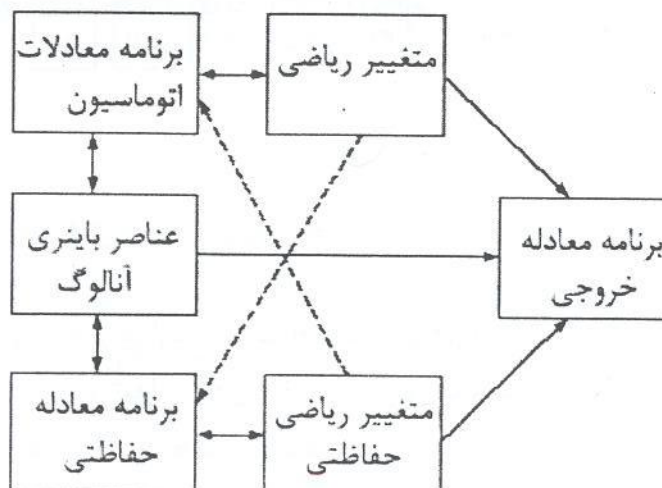 برنامه معادلات
اتوماسیون
متغییر ریاضی
عناصر باینری
آنالوگ
برنامه معادله
خروجی
برنامه معادله
حفاظتی
متغییر ریاضی
حفاظتی